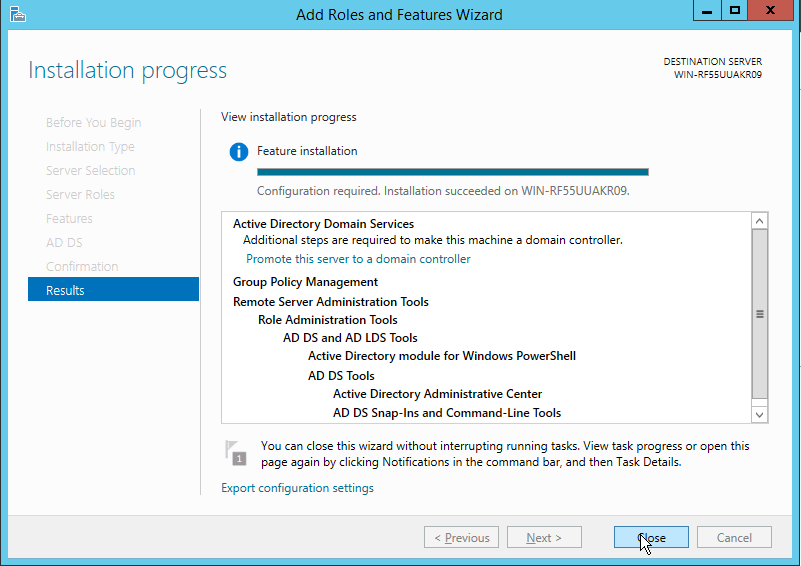 Add Roles and Features Wizard
Installation progress
DESTINATION SERVER
WIN-RF55UUAKR09
Before You Begin
Installation Type
Server Selection
Server Roles
Features
AD DS
Confirmation
Results
View installation progress
Feature installation
Configuration required. Installation succeeded on WIN-RF55UUAKR09.
Active Directory Domain Services
Additional steps are required to make this machine a domain controller.
Promote this server to a domain controller
Group Policy Management
Remote Server Administration Tools
Role Administration Tools
AD DS and AD LDS Tools
Active Directory module for Windows PowerShell
AD DS Tools
Active Directory Administrative Center
AD DS Snap-Ins and Command-Line Tools
1
You can close this wizard without interrupting running tasks. View task progress or open this
page again by clicking Notifications in the command bar, and then Task Details.
Export configuration settings
< Previous
Next >
Close
Cancel